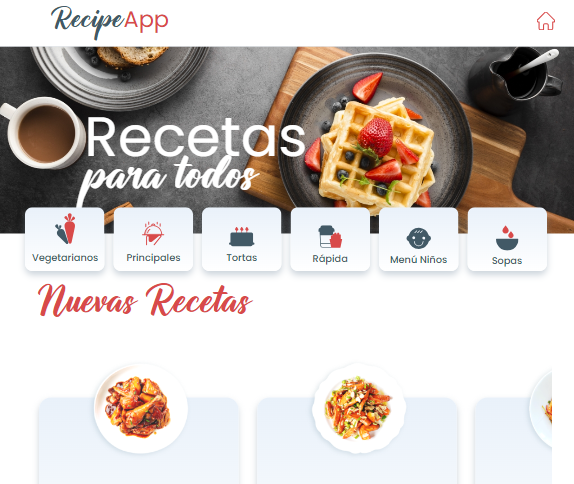 RecipeApp
Recetas
para todos
Vegetarianos
Principales
Tortas
Rápida
Menú Niños
Sopas
Nuevas Recetas